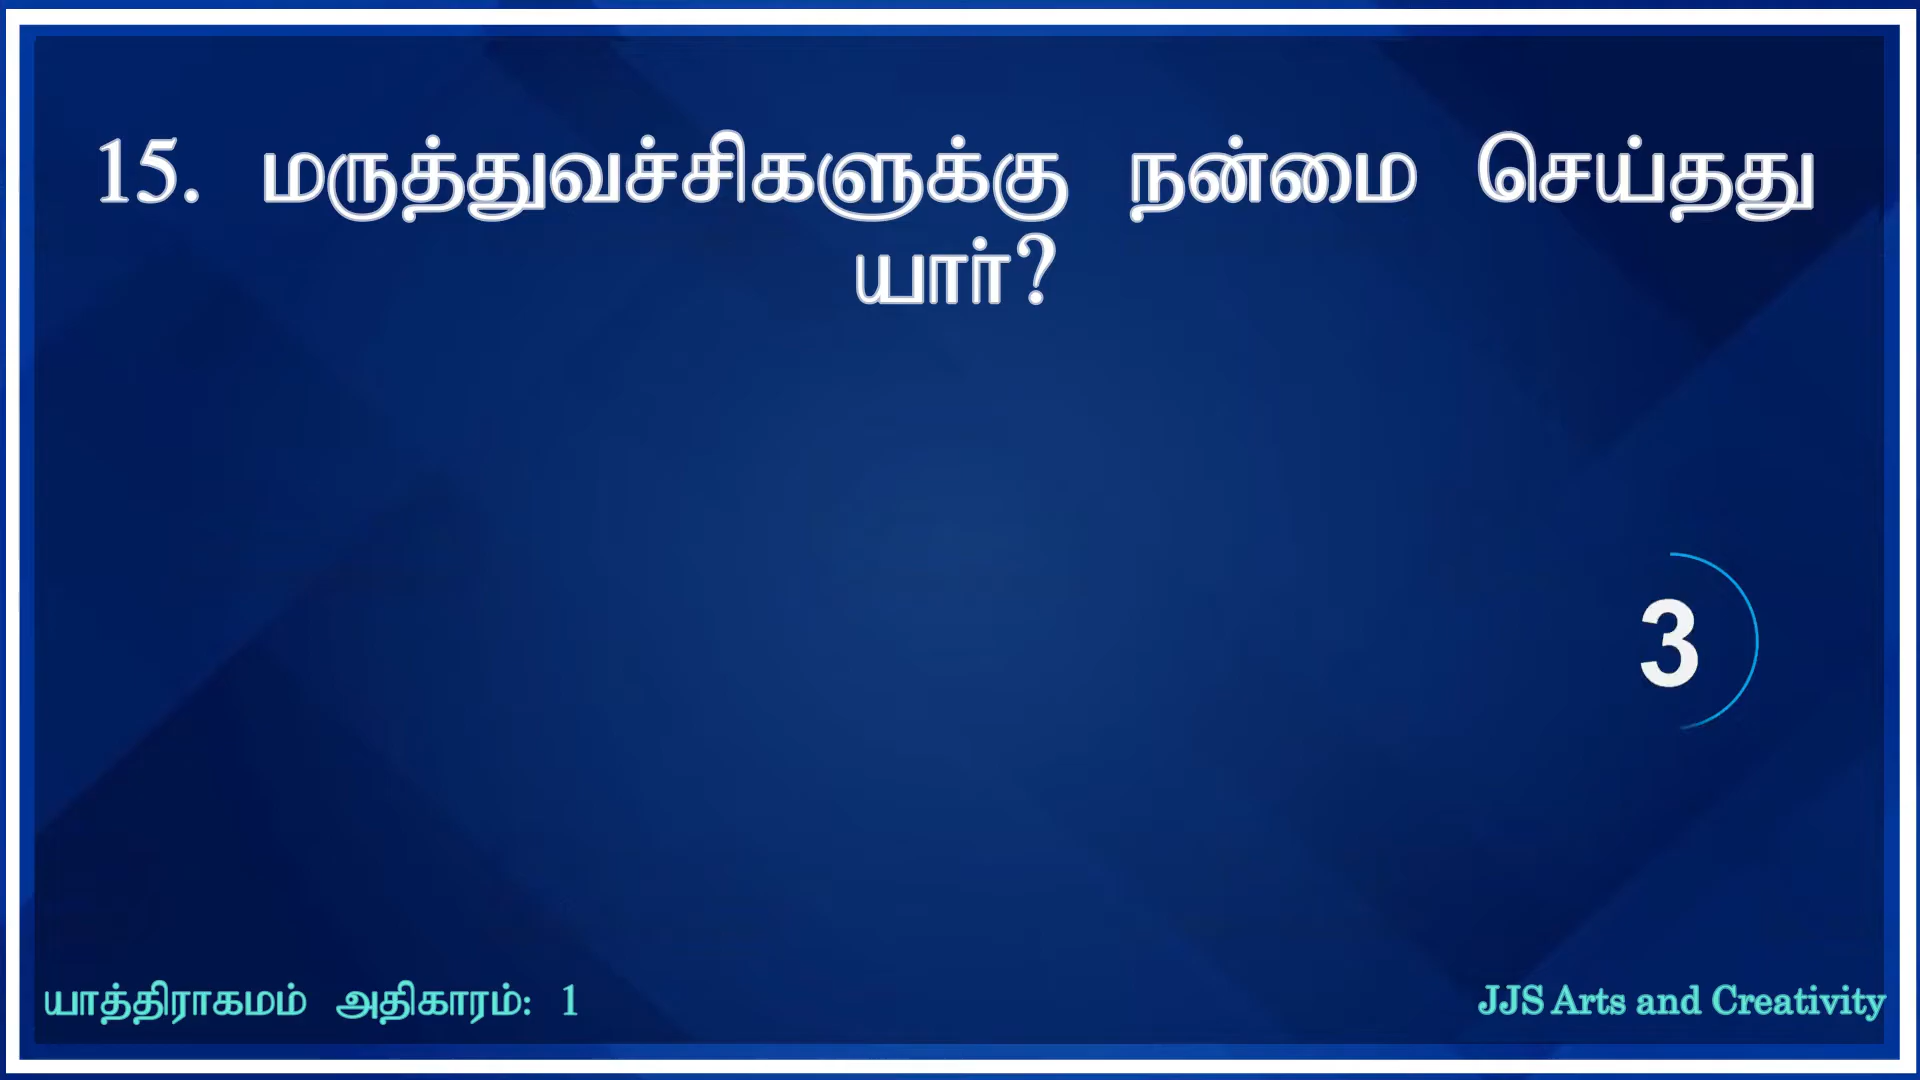 15. மருத்துவச்சிகளுக்கு நன்மை செய்தது
யார்?
3
யாத்திராகமம் அதிகாரம்: 1
JJS Arts and Creativity